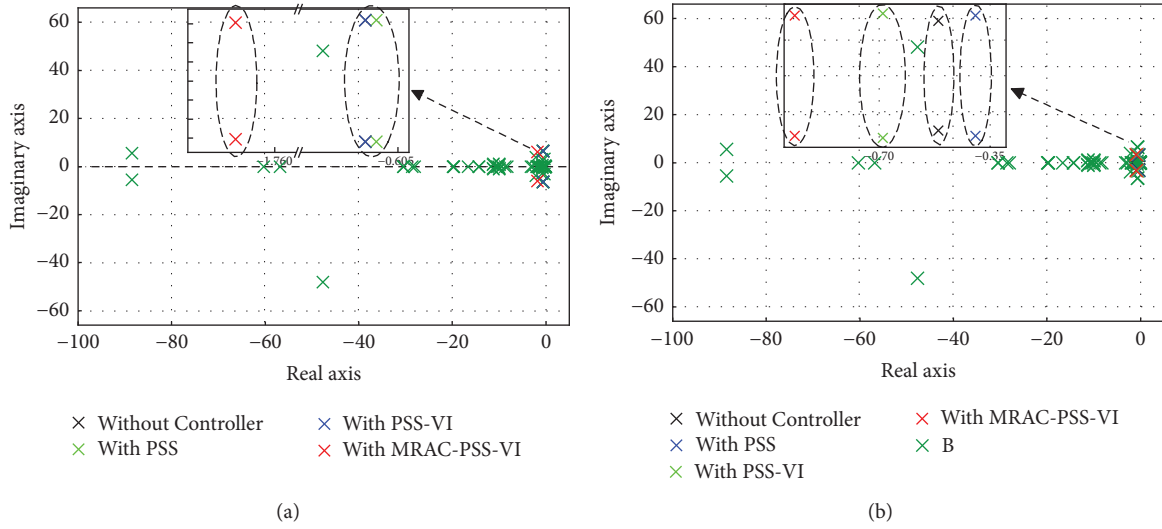 60
40
20
0
−20
−40
−60
Imaginary axis
−1.760
−0.605
−100
−80
−60
−40
−20
0
Real axis
Without Controller
With PSS
With PSS-VI
With MRAC-PSS-VI
(a)
60
40
20
0
−20
−40
−60
Imaginary axis
−0.70
−0.35
−100
−80
−60
−40
−20
0
Real axis
Without Controller
With PSS
With PSS-VI
With MRAC-PSS-VI
B
(b)